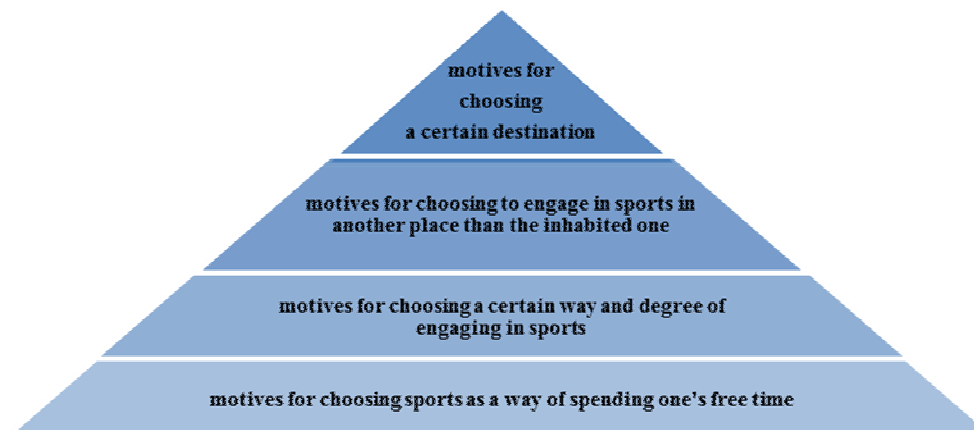 motives for
choosing
a certain destination
motives for choosing to engage in sports in
another place than the inhabited one
motives for choosing a certain way and degree of
engaging in sports
motives for choosing sports as a way of spending one's free time